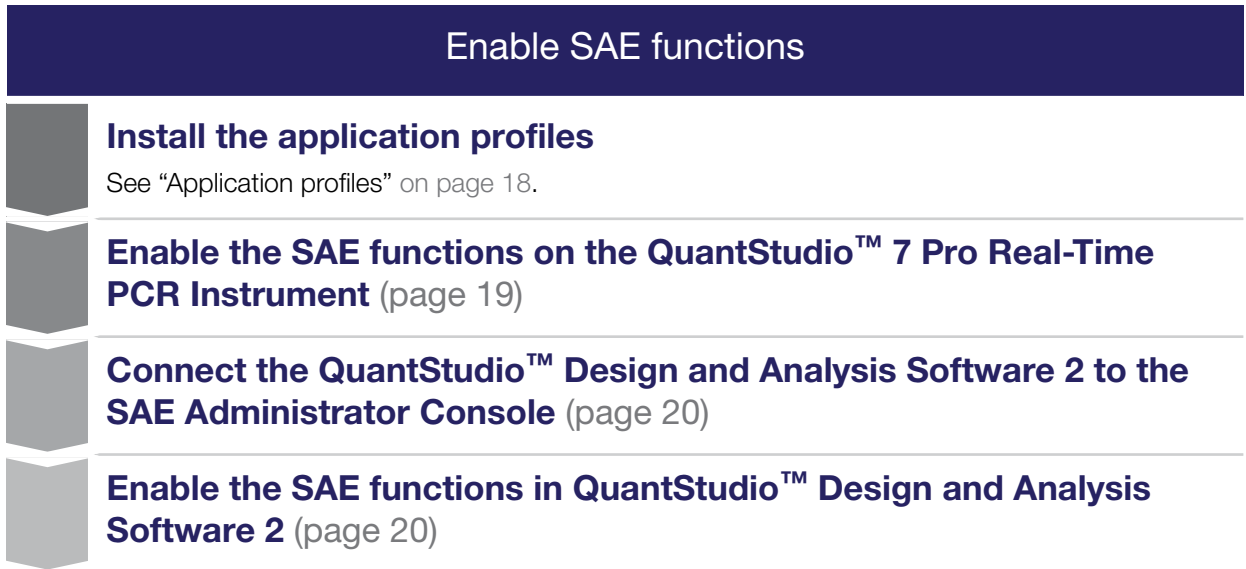 Enable SAE functions
Install the application profiles
See “Application profiles” on page 18.
Enable the SAE functions on the QuantStudio™ 7 Pro Real-Time
PCR Instrument (page 19)
Connect the QuantStudio™ Design and Analysis Software 2 to the
SAE Administrator Console (page 20)
Enable the SAE functions in QuantStudio™ Design and Analysis
Software 2 (page 20)